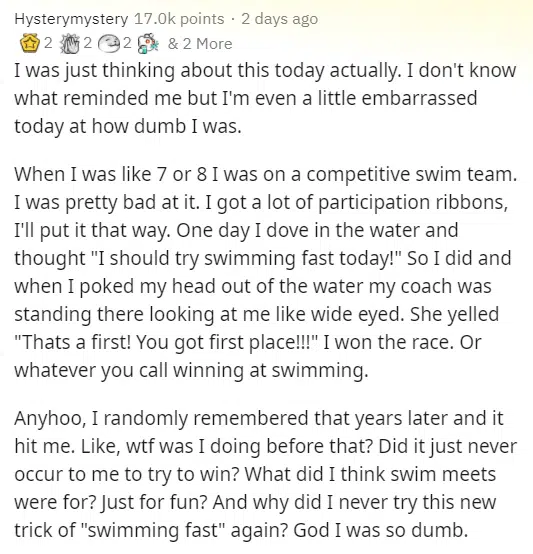 Hysterymystery 17.0k points · 2 days ago
2 2 2 & 2 More
I was just thinking about this today actually. I don't know
what reminded me but I'm even a little embarrassed
today at how dumb I was.
When I was like 7 or 8 I was on a competitive swim team.
I was pretty bad at it. I got a lot of participation ribbons,
I'll put it that way. One day I dove in the water and
thought "I should try swimming fast today!" So I did and
when I poked my head out of the water my coach was
standing there looking at me like wide eyed. She yelled
"Thats a first! You got first place!!!" I won the race. Or
whatever you call winning at swimming.
Anyhoo, I randomly remembered that years later and it
hit me. Like, wtf was I doing before that? Did it just never
occur to me to try to win? What did I think swim meets
were for? Just for fun? And why did I never try this new
trick of "swimming fast" again? God I was so dumb.